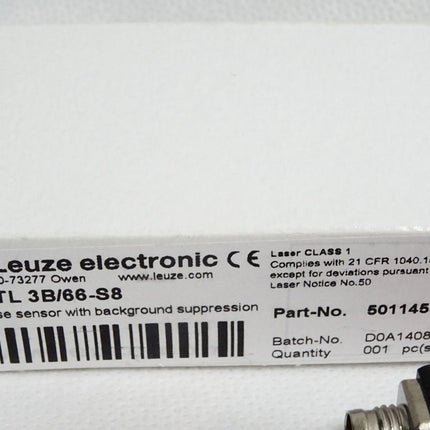 Leuze electronic CE
D-73277 Owen www.leuze.com
TL 3B/66-S8
se sensor with background suppression
Laser CLASS 1
Complies with 21 CFR 1040.1
except for deviations pursuant
Laser Notice No.50
Part-No. 501145
Batch-No. D0A1408
Quantity 001 pc(s